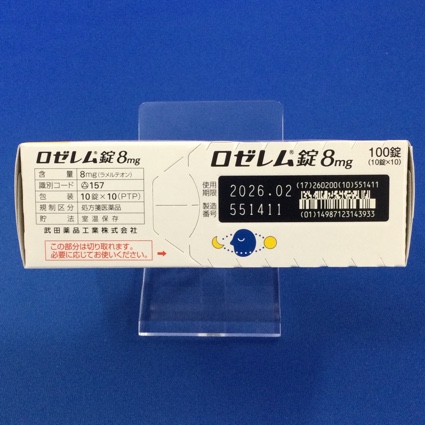 ロゼレム®錠8mg
含量 8mg(ラメルテオン)
識別コード 157
包装 10錠×10(PTP)
規制区分 処方箋医薬品
貯法 室温保存
武田薬品工業株式会社
この部分は切り取れます。
必要に応じてお使いください。
ロゼレム®錠8mg
100錠
(10錠×10)
使用期限 2026.02
製造番号 551411
(17)260200(10)551411
(01)14987123143933